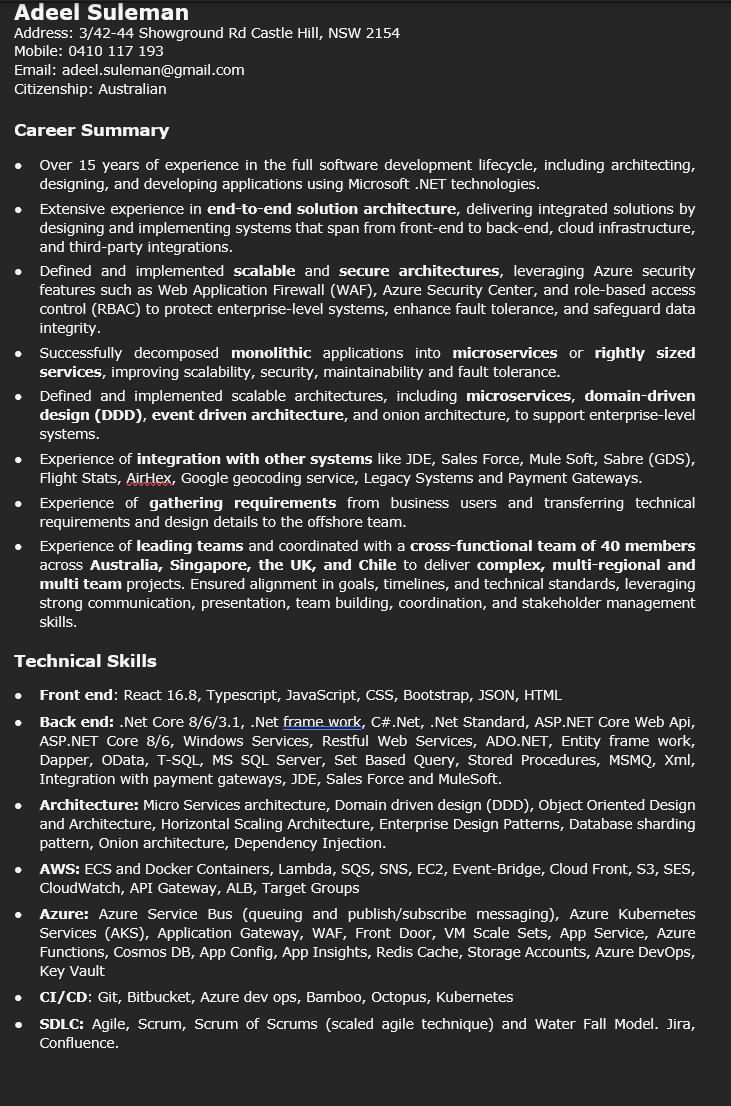 Adeel Suleman
Address: 3/42-44 Showground Rd Castle Hill, NSW 2154
Mobile: 0410 117 193
Email: adeel.suleman@gmail.com
Citizenship: Australian
Career Summary
● Over 15 years of experience in the full software development lifecycle, including architecting,
designing, and developing applications using Microsoft .NET technologies.
● Extensive experience in end-to-end solution architecture, delivering integrated solutions by
designing and implementing systems that span from front-end to back-end, cloud infrastructure,
and third-party integrations.
● Defined and implemented scalable and secure architectures, leveraging Azure security
features such as Web Application Firewall (WAF), Azure Security Center, and role-based access
control (RBAC) to protect enterprise-level systems, enhance fault tolerance, and safeguard data
integrity.
● Successfully decomposed monolithic applications into microservices or rightly sized
services, improving scalability, security, maintainability and fault tolerance.
● Defined and implemented scalable architectures, including microservices, domain-driven
design (DDD), event driven architecture, and onion architecture, to support enterprise-level
systems.
● Experience of integration with other systems like JDE, Sales Force, Mule Soft, Sabre (GDS),
Flight Stats, AirHex, Google geocoding service, Legacy Systems and Payment Gateways.
● Experience of gathering requirements from business users and transferring technical
requirements and design details to the offshore team.
● Experience of leading teams and coordinated with a cross-functional team of 40 members
across Australia, Singapore, the UK, and Chile to deliver complex, multi-regional and
multi team projects. Ensured alignment in goals, timelines, and technical standards, leveraging
strong communication, presentation, team building, coordination, and stakeholder management
skills.
Technical Skills
● Front end: React 16.8, Typescript, JavaScript, CSS, Bootstrap, JSON, HTML
● Back end: .Net Core 8/6/3.1, .Net frame work, C#.Net, .Net Standard, ASP.NET Core Web Api,
ASP.NET Core 8/6, Windows Services, Restful Web Services, ADO.NET, Entity frame work,
Dapper, OData, T-SQL, MS SQL Server, Set Based Query, Stored Procedures, MSMQ, Xml,
Integration with payment gateways, JDE, Sales Force and MuleSoft.
● Architecture: Micro Services architecture, Domain driven design (DDD), Object Oriented Design
and Architecture, Horizontal Scaling Architecture, Enterprise Design Patterns, Database sharding
pattern, Onion architecture, Dependency Injection.
● AWS: ECS and Docker Containers, Lambda, SQS, SNS, EC2, Event-Bridge, Cloud Front, S3, SES,
CloudWatch, API Gateway, ALB, Target Groups
● Azure: Azure Service Bus (queuing and publish/subscribe messaging), Azure Kubernetes
Services (AKS), Application Gateway, WAF, Front Door, VM Scale Sets, App Service, Azure
Functions, Cosmos DB, App Config, App Insights, Redis Cache, Storage Accounts, Azure DevOps,
Key Vault
● CI/CD: Git, Bitbucket, Azure dev ops, Bamboo, Octopus, Kubernetes
● SDLC: Agile, Scrum, Scrum of Scrums (scaled agile technique) and Water Fall Model. Jira,
Confluence.